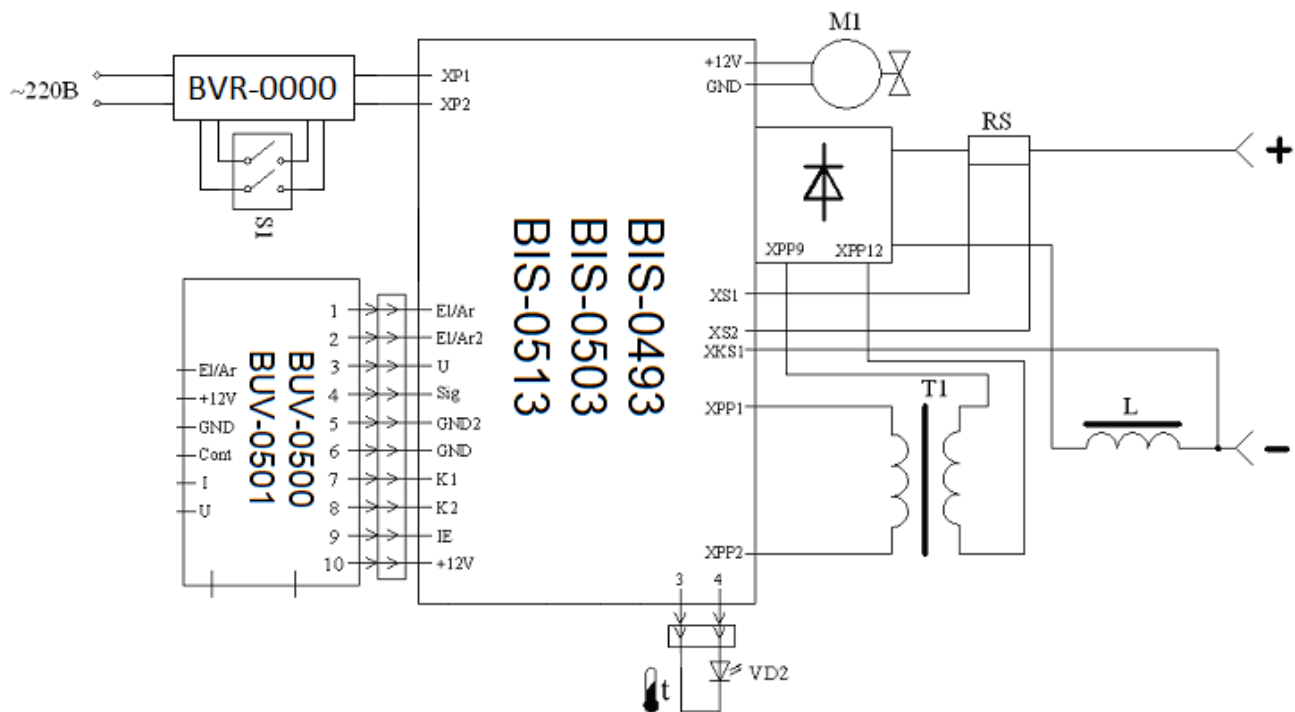 M1
~220В
BVR-0000
XP1
XP2
+12V
GND
S1
RS
+
XPP9
XPP12
BIS-0493
BIS-0503
BIS-0513
XS1
XS2
XKS1
BUV-0500
BUV-0501
El/Ar
+12V
GND
Cont
I
U
1 El/Ar
2 El/Ar2
3 U
4 Sig
5 GND2
6 GND
7 K1
8 K2
9 IE
10 +12V
XPP1
T1
L
-
XPP2
3 4
t
VD2